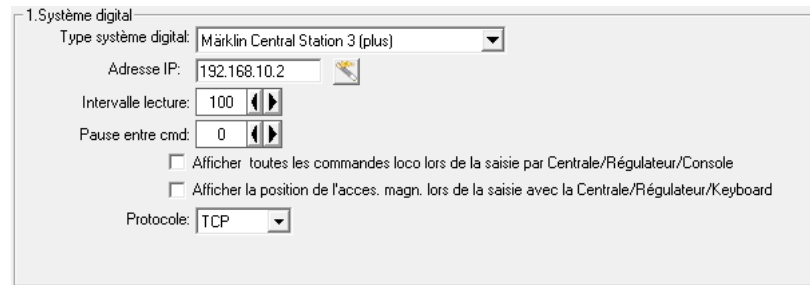 1.Système digital
Type système digital: Märklin Central Station 3 (plus)
Adresse IP: 192.168.10.2
Intervalle lecture: 100
Pause entre cmd: 0
Afficher toutes les commandes loco lors de la saisie par Centrale/Régulateur/Console
Afficher la position de l'acces. magn. lors de la saisie avec la Centrale/Régulateur/Keyboard
Protocole: TCP